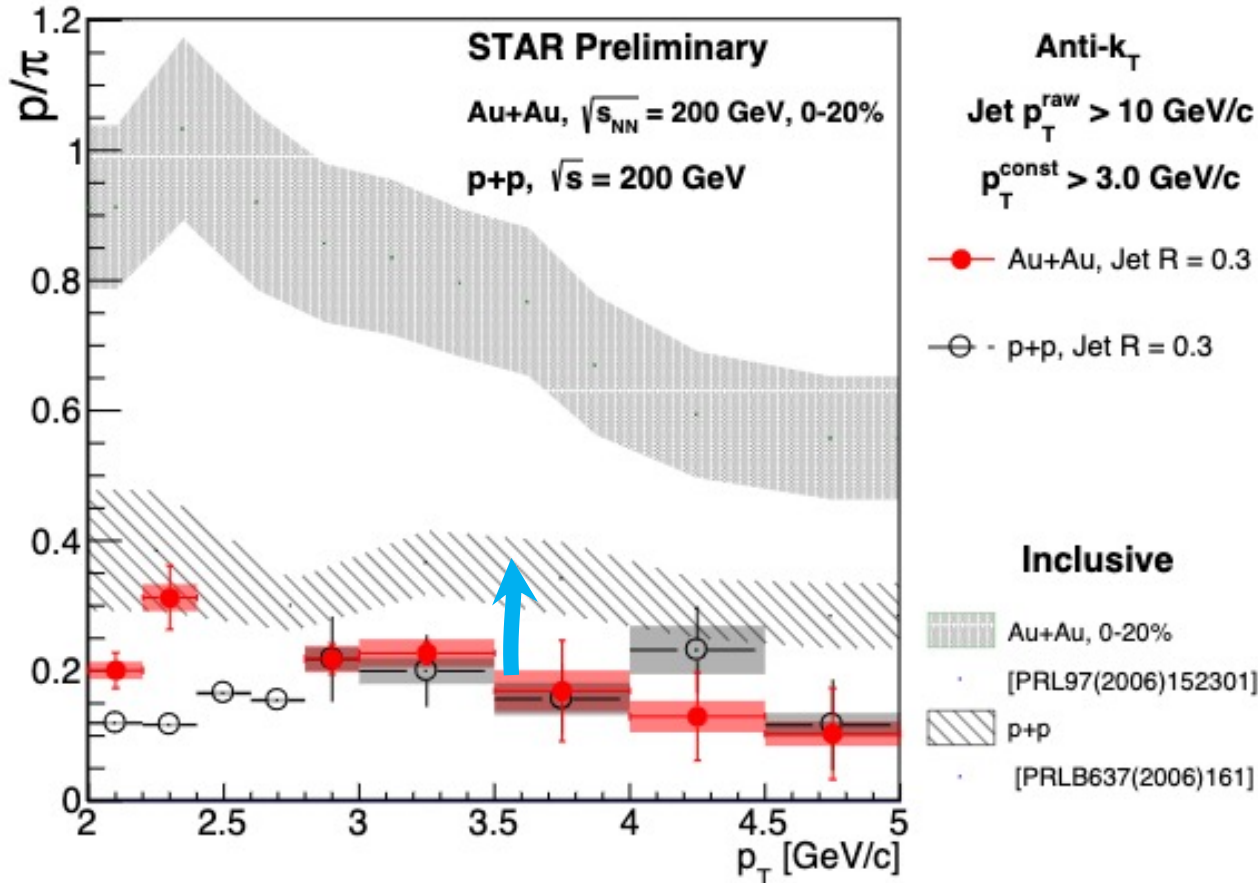 STAR Preliminary
Au+Au, √s_NN = 200 GeV, 0-20%
p+p, √s = 200 GeV
Anti-k_T
Jet p_T^raw > 10 GeV/c
p_T^const > 3.0 GeV/c
Au+Au, Jet R = 0.3
p+p, Jet R = 0.3
Inclusive
Au+Au, 0-20%
[PRL97(2006)152301]
p+p
[PRLB637(2006)161]
p/π
1.2
1
0.8
0.6
0.4
0.2
0
2 2.5 3 3.5 4 4.5 5
p_T [GeV/c]